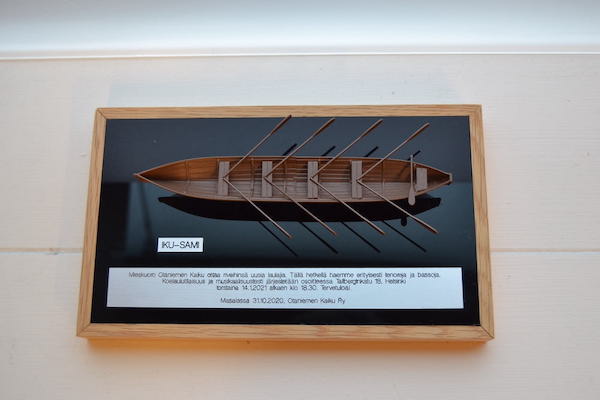 IKU-SAMI
Mieskuoro Otaniemen Kaiku ottaa riveihinsä uusia laulajia. Tällä hetkellä haemme erityisesti tenoreja ja bassoja.
Koelaulutilaisuus ja musikaalisuustesti järjestetään osoitteessa Tallberginkatu 1B, Helsinki
torstaina 14.1.2021 alkaen klo 18.30. Tervetuloa!
Masalassa 31.10.2020, Otaniemen Kaiku Ry